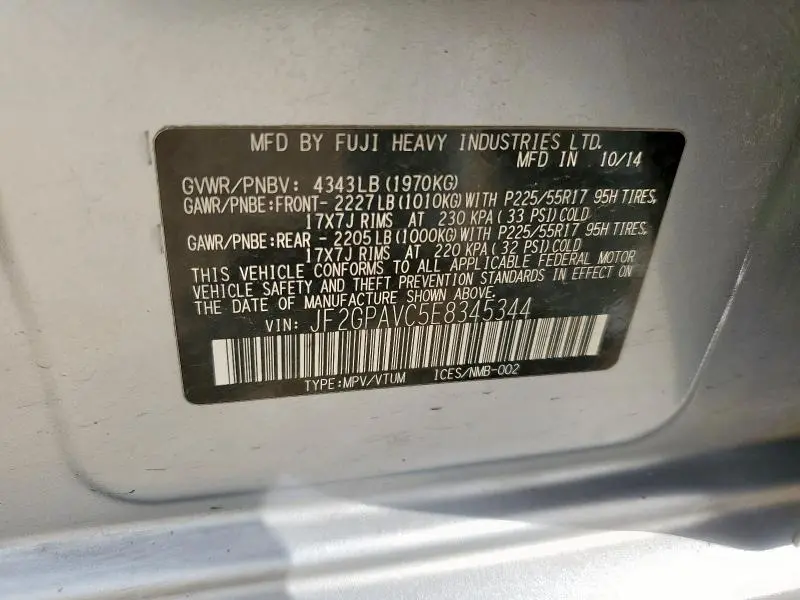 MFD BY FUJI HEAVY INDUSTRIES LTD.
MFD IN 10/14
GVWR/PNBV: 4343LB(1970KG)
GAWR/PNBE:FRONT- 2227LB(1010KG)WITH P225/55R17 95H TIRES,
17X7J RIMS AT 230 KPA(33 PSI)COLD
GAWR/PNBE:REAR - 2205LB(1000KG)WITH P225/55R17 95H TIRES,
17X7J RIMS AT 220 KPA(32 PSI)COLD
THIS VEHICLE CONFORMS TO ALL APPLICABLE FEDERAL MOTOR
VEHICLE SAFETY AND THEFT PREVENTION STANDARDS IN EFFECT ON
THE DATE OF MANUFACTURE SHOWN ABOVE.
VIN: JF2GPAVC5E8345344
TYPE:MPV/VTUM ICES/NMB-002